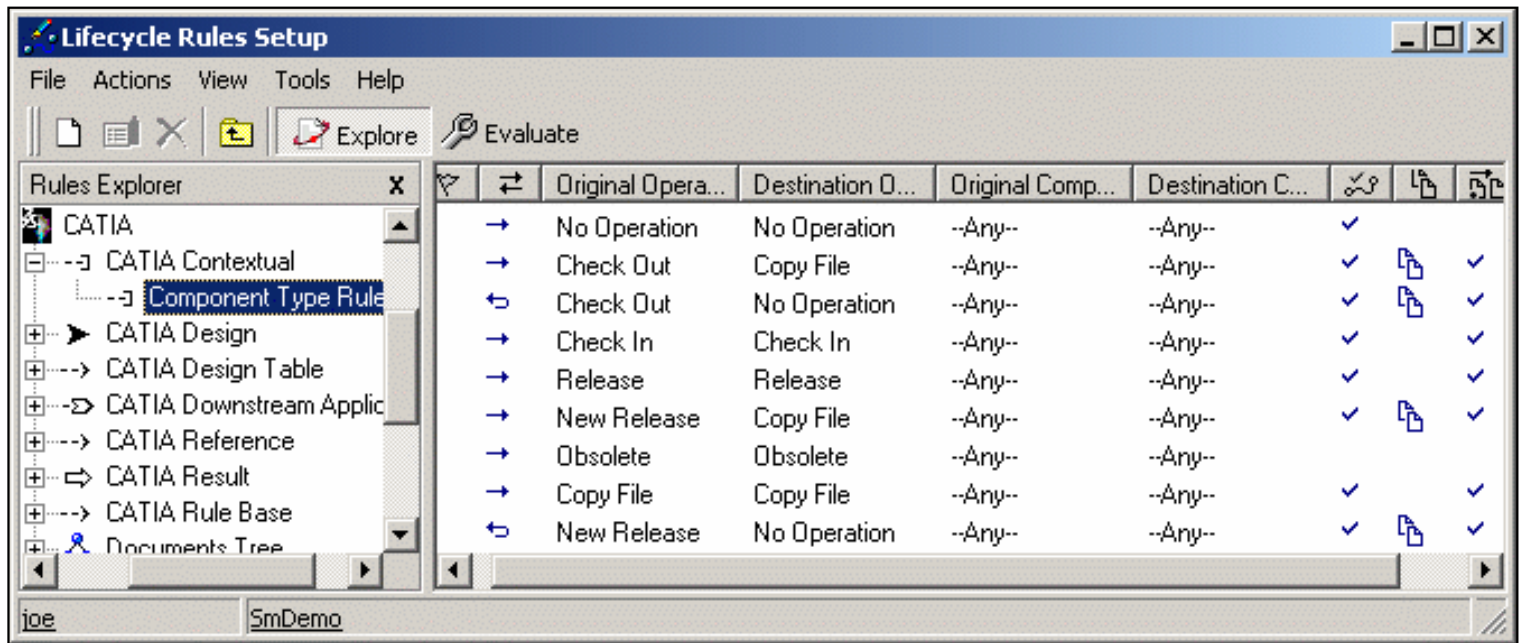 Lifecycle Rules Setup
File Actions View Tools Help
Explore Evaluate
Rules Explorer x Original Opera... Destination O... Original Comp... Destination C...
CATIA
CATIA Contextual
Component Type Rule
CATIA Design
CATIA Design Table
CATIA Downstream Applic
CATIA Reference
CATIA Result
CATIA Rule Base
Documents Tree
No Operation No Operation --Any-- --Any--
Check Out Copy File --Any-- --Any--
Check Out No Operation --Any-- --Any--
Check In Check In --Any-- --Any--
Release Release --Any-- --Any--
New Release Copy File --Any-- --Any--
Obsolete Obsolete --Any-- --Any--
Copy File Copy File --Any-- --Any--
New Release No Operation --Any-- --Any--
joe SmDemo